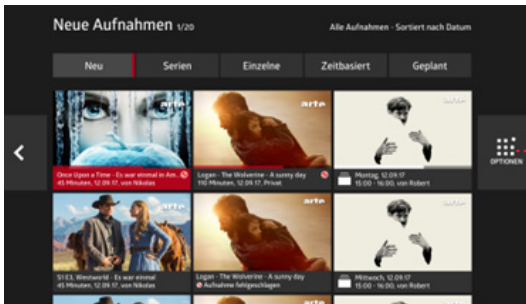 Neue Aufnahmen 1/20
Alle Aufnahmen - Sortiert nach Datum
Neu
Serien
Einzelne
Zeitbasiert
Geplant
arte
arte
arte
Once Upon a Time - Es war einmal in Am..
45 Minuten, 12.09.17, von Nikolas
Logan - The Wolverine - A sunny day
110 Minuten, 12.09.17, Privat
Montag, 12.09.17
15:00 - 16:00, von Robert
OPTIONEN
arte
arte
S1 E3, Westworld - Es war einmal
45 Minuten, 12.09.17, von Nikolas
Logan - The Wolverine - A sunny day
Aufnahme fehlgeschlagen
Mittwoch, 12.09.17
15:00 - 16:00, von Robert